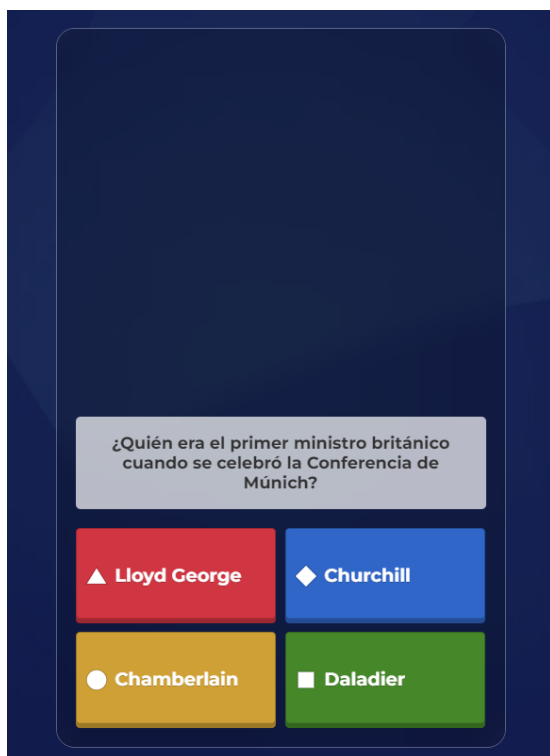 ¿Quién era el primer ministro británico
cuando se celebró la Conferencia de
Múnich?
Lloyd George
Churchill
Chamberlain
Daladier